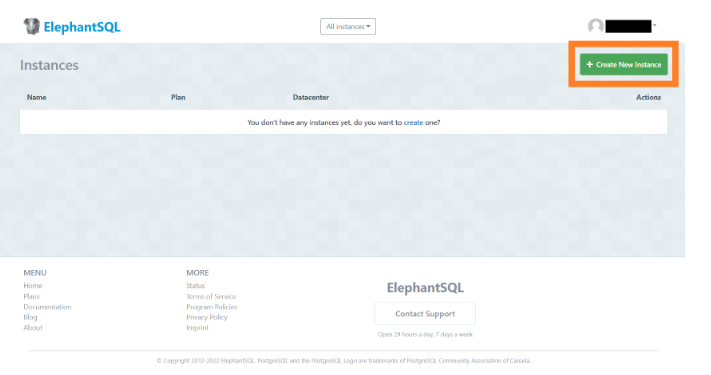 ElephantSQL
All instances
Instances
+ Create New Instance
Name Plan Datacenter Actions
You don't have any instances yet, do you want to create one?
MENU
Home
Plans
Documentation
Blog
About
MORE
Status
Terms of Service
Program Policies
Privacy Policy
Imprint
ElephantSQL
Contact Support
Open 24 hours a day, 7 days a week
© Copyright 2012-2022 ElephantSQL. PostgreSQL and the PostgreSQL Logo are trademarks of PostgreSQL Community Association of Canada.